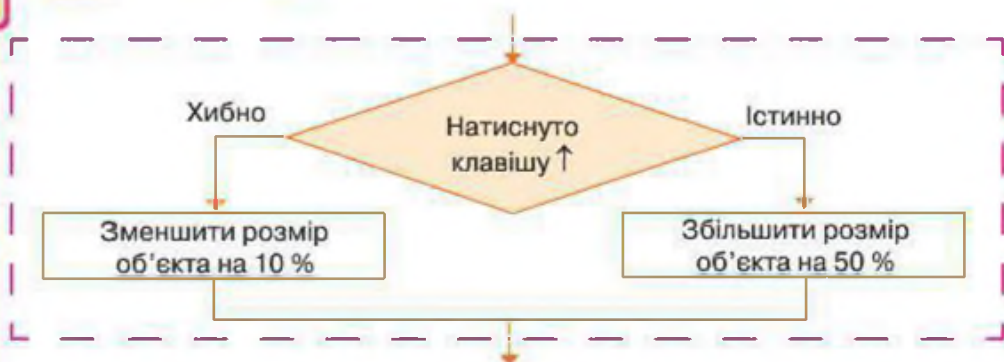 Хибно
Натиснуто
клавішу ↑
Істинно
Зменшити розмір
об’єкта на 10 %
Збільшити розмір
об’єкта на 50 %